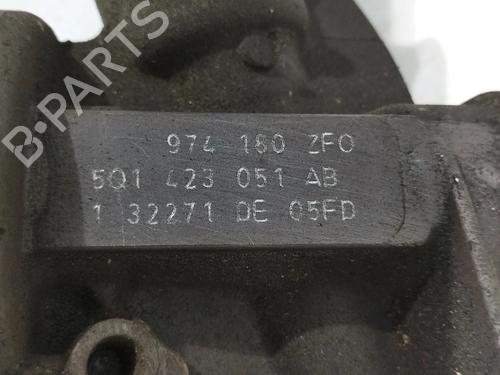 B-PARTS
974 180 ZFO
5Q1 423 051 AB
1 32271 DE 05FD